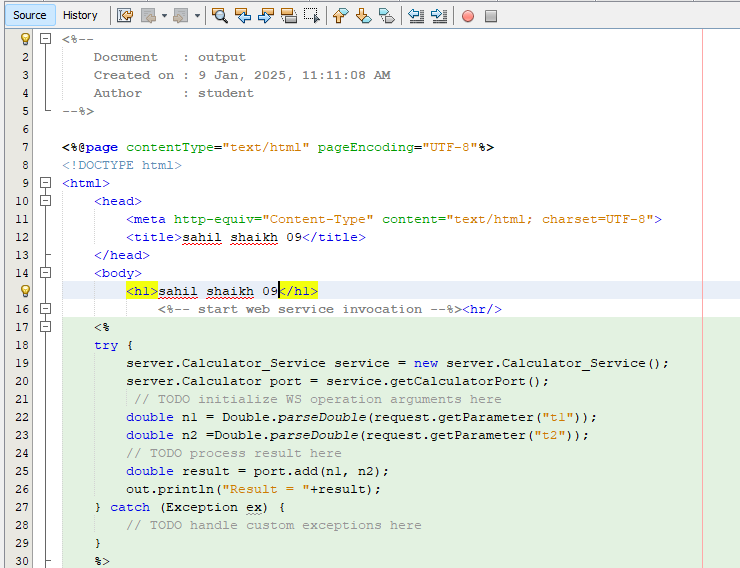 Source History
<%--
2 Document : output
3 Created on : 9 Jan, 2025, 11:11:08 AM
4 Author : student
5 --%>
6
7 <%@page contentType="text/html" pageEncoding="UTF-8"%>
8 <!DOCTYPE html>
9 <html>
10 <head>
11 <meta http-equiv="Content-Type" content="text/html; charset=UTF-8">
12 <title>sahil shaikh 09</title>
13 </head>
14 <body>
<h1>sahil shaikh 09</h1>
16 <%-- start web service invocation --%><hr/>
17 <%
18 try {
19 server.Calculator_Service service = new server.Calculator_Service();
20 server.Calculator port = service.getCalculatorPort();
21 // TODO initialize WS operation arguments here
22 double n1 = Double.parseDouble(request.getParameter("t1"));
23 double n2 =Double.parseDouble(request.getParameter("t2"));
24 // TODO process result here
25 double result = port.add(n1, n2);
26 out.println("Result = "+result);
27 } catch (Exception ex) {
28 // TODO handle custom exceptions here
29 }
30 %>